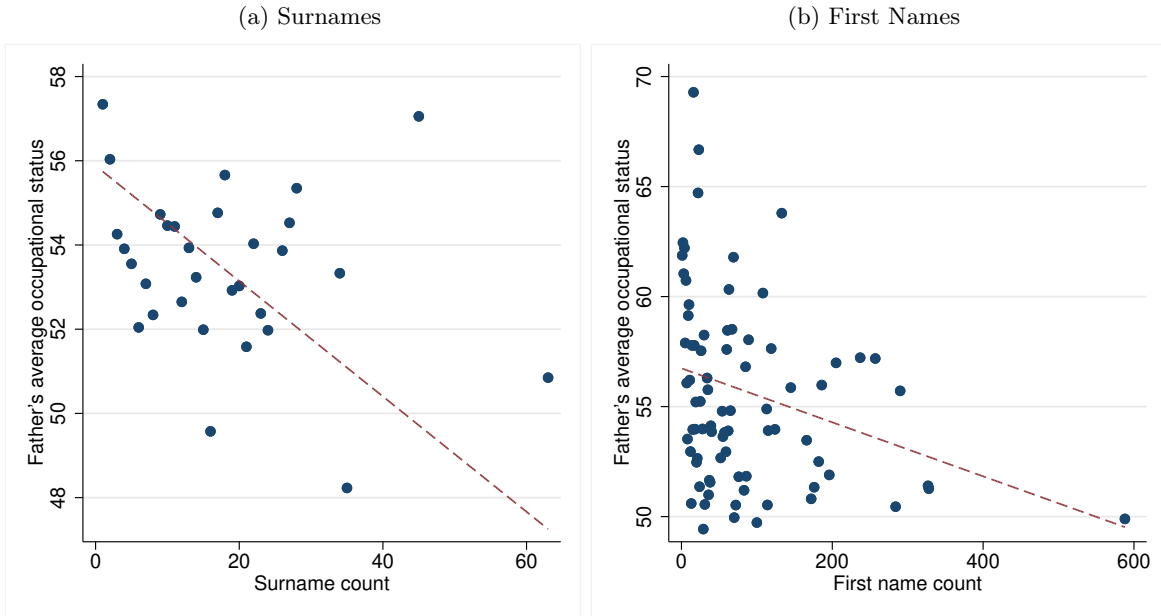 (a) Surnames
Father's average occupational status
58
56
54
52
50
48
0 20 40 60
Surname count
(b) First Names
Father's average occupational status
70
65
60
55
50
0 200 400 600
First name count